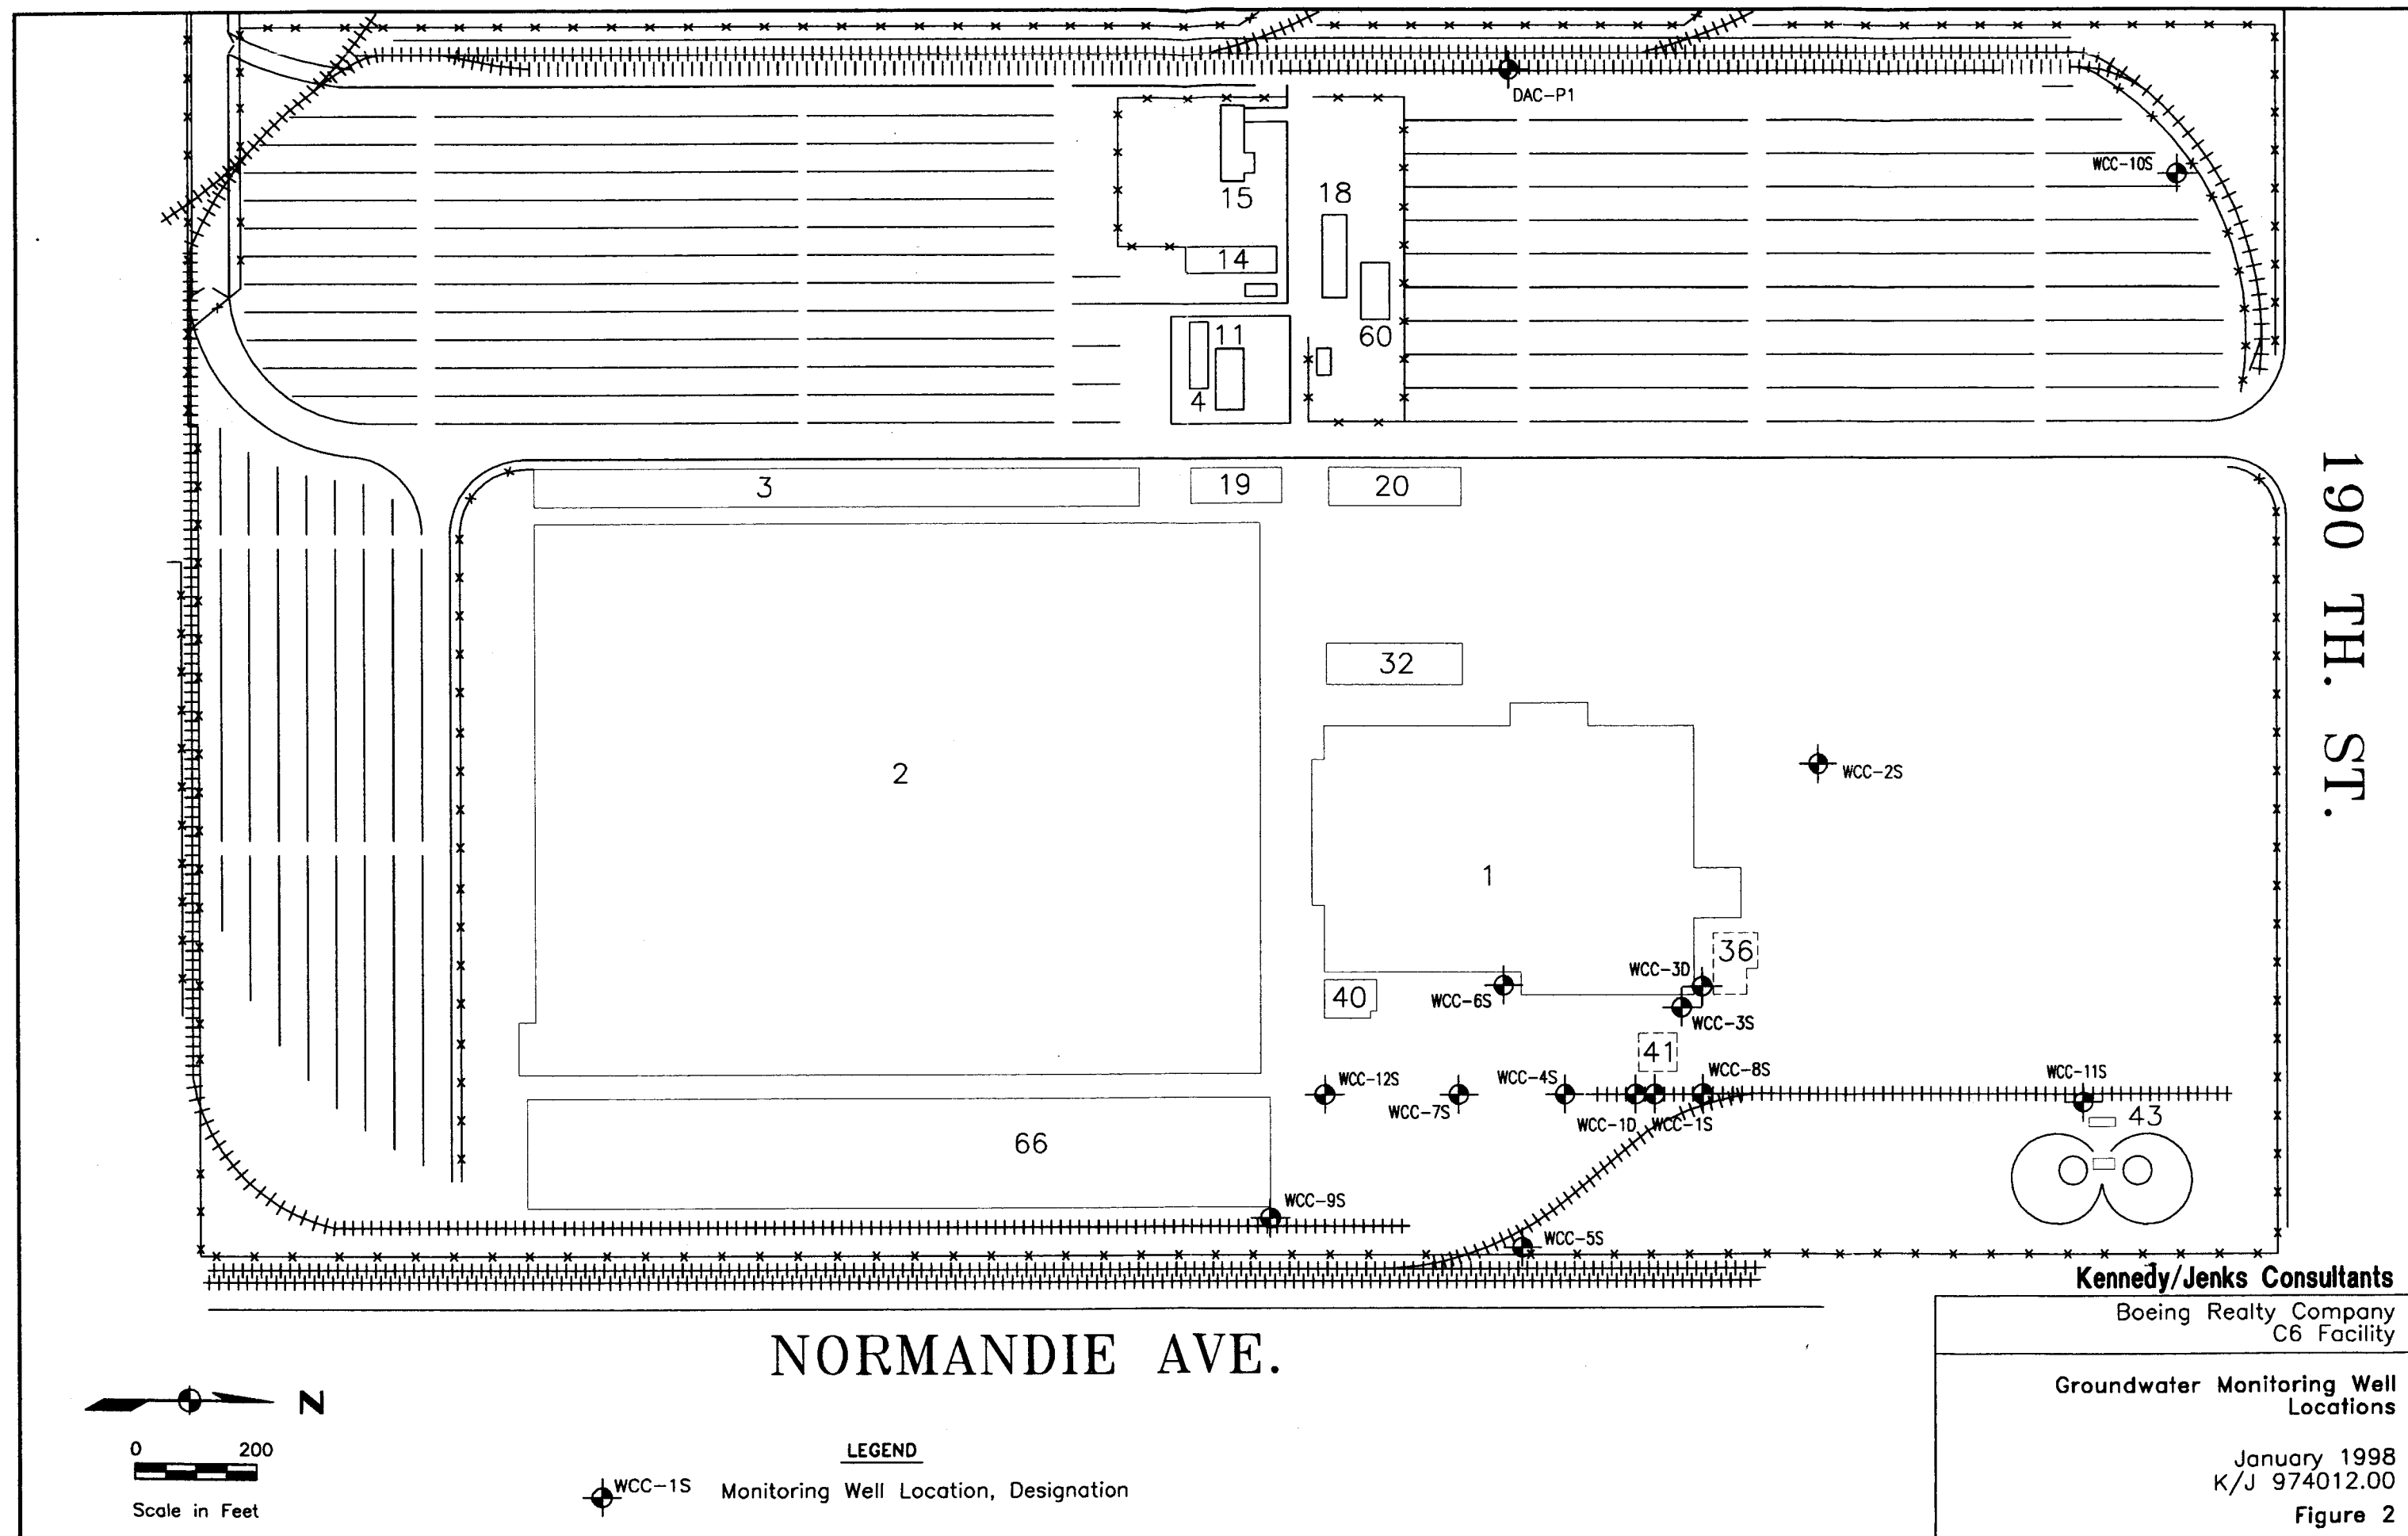 DAC-P1
WCC-10S
15
18
14
11
60
4
3
19
20
190 TH. ST.
32
2
WCC-2S
1
36
WCC-3D
40
WCC-6S
WCC-3S
41
WCC-12S
WCC-4S
WCC-8S
WCC-11S
WCC-7S
WCC-1D
WCC-1S
43
66
WCC-9S
WCC-5S
Kennedy/Jenks Consultants
Boeing Realty Company
C6 Facility
NORMANDIE AVE.
Groundwater Monitoring Well
Locations
N
0 200
Scale in Feet
LEGEND
WCC-1S Monitoring Well Location, Designation
January 1998
K/J 974012.00
Figure 2